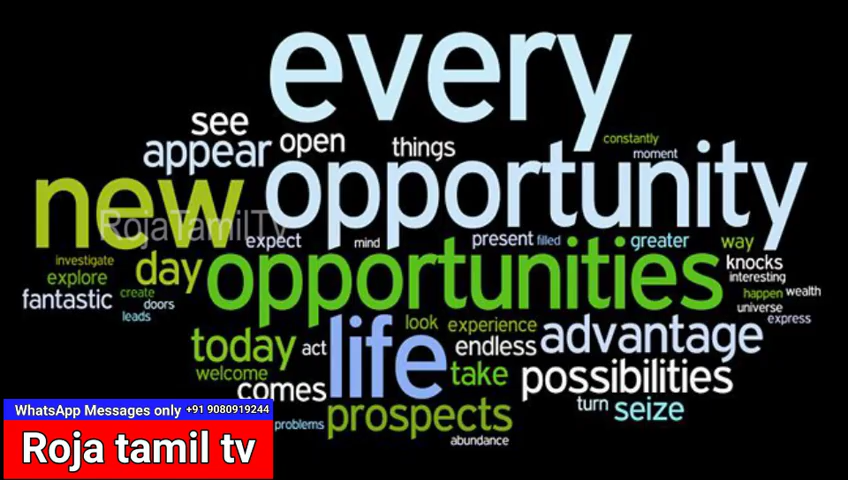 every
see
appear
open
things
constantly
moment
new
opportunity
RojaTamilTv
expect
mind
present
filled
greater
way
investigate
explore
day
opportunities
knocks
interesting
fantastic
create
doors
leads
happen
wealth
universe
express
today
act
life
look
experience
endless
advantage
welcome
comes
take
possibilities
turn
seize
prospects
problems
abundance
WhatsApp Messages only +91 9080919244
Roja tamil tv